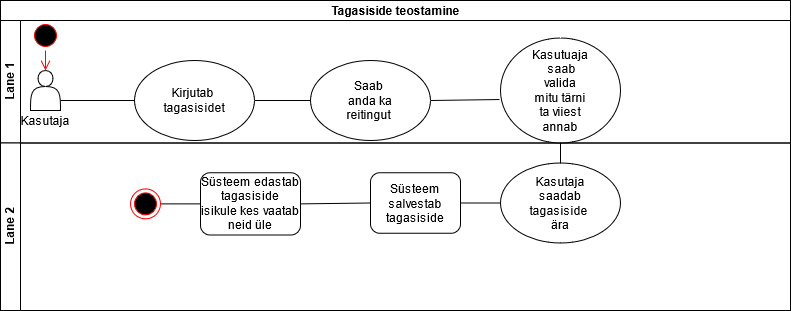 Tagasiside teostamine
Lane 1
Kasutaja
Kirjutab
tagasisidet
Saab
anda ka
reitingut
Kasutuaja
saab
valida
mitu tärni
ta viiest
annab
Lane 2
Süsteem edastab
tagasiside
isikule kes vaatab
neid üle
Süsteem
salvestab
tagasiside
Kasutaja
saadab
tagasiside
ära